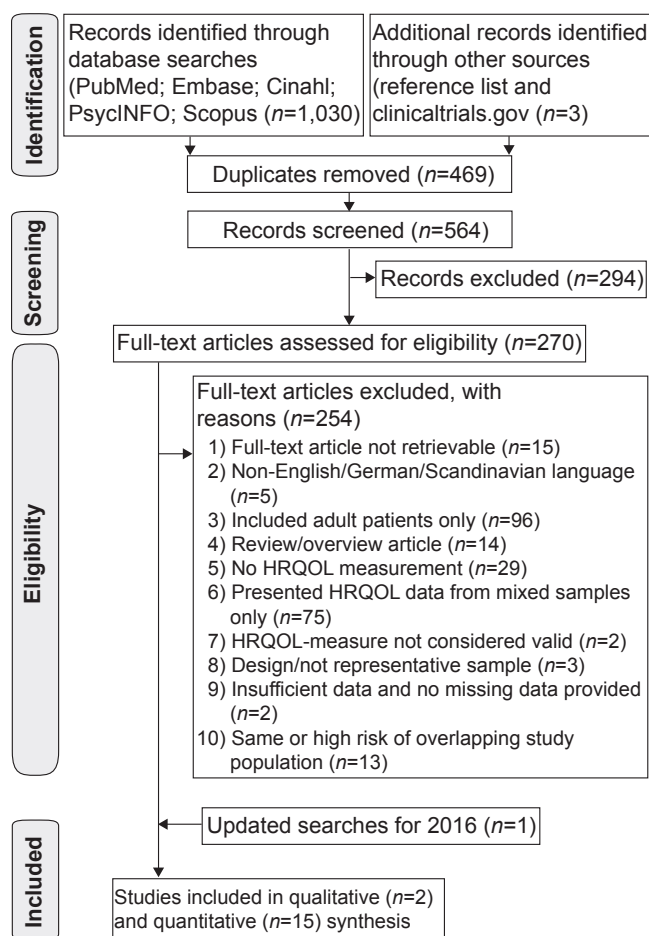 Identification
Records identified through
database searches
(PubMed; Embase; Cinahl;
PsycINFO; Scopus (n=1,030)
Additional records identified
through other sources
(reference list and
clinicaltrials.gov (n=3)
Duplicates removed (n=469)
Screening
Records screened (n=564)
Records excluded (n=294)
Eligibility
Full-text articles assessed for eligibility (n=270)
Full-text articles excluded, with
reasons (n=254)
1) Full-text article not retrievable (n=15)
2) Non-English/German/Scandinavian language
(n=5)
3) Included adult patients only (n=96)
4) Review/overview article (n=14)
5) No HRQOL measurement (n=29)
6) Presented HRQOL data from mixed samples
only (n=75)
7) HRQOL-measure not considered valid (n=2)
8) Design/not representative sample (n=3)
9) Insufficient data and no missing data provided
(n=2)
10) Same or high risk of overlapping study
population (n=13)
Included
Updated searches for 2016 (n=1)
Studies included in qualitative (n=2)
and quantitative (n=15) synthesis